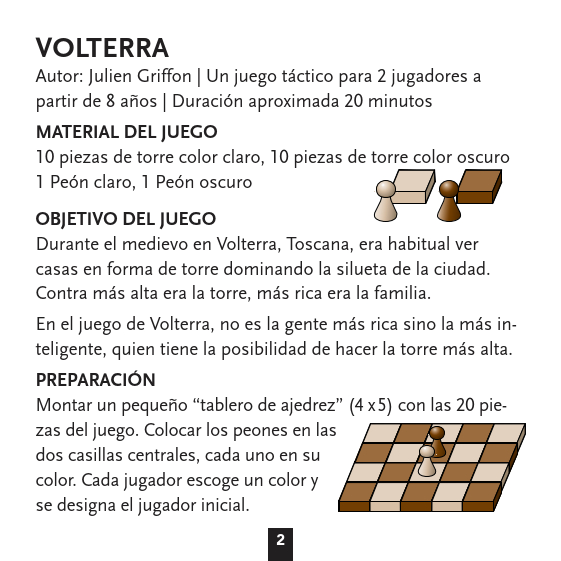 VOLTERRA
Autor: Julien Griffon | Un juego táctico para 2 jugadores a
partir de 8 años | Duración aproximada 20 minutos
MATERIAL DEL JUEGO
10 piezas de torre color claro, 10 piezas de torre color oscuro
1 Peón claro, 1 Peón oscuro
OBJETIVO DEL JUEGO
Durante el medievo en Volterra, Toscana, era habitual ver
casas en forma de torre dominando la silueta de la ciudad.
Contra más alta era la torre, más rica era la familia.
En el juego de Volterra, no es la gente más rica sino la más in-
teligente, quien tiene la posibilidad de hacer la torre más alta.
PREPARACIÓN
Montar un pequeño “tablero de ajedrez” (4 x 5) con las 20 pie-
zas del juego. Colocar los peones en las
dos casillas centrales, cada uno en su
color. Cada jugador escoge un color y
se designa el jugador inicial.
2